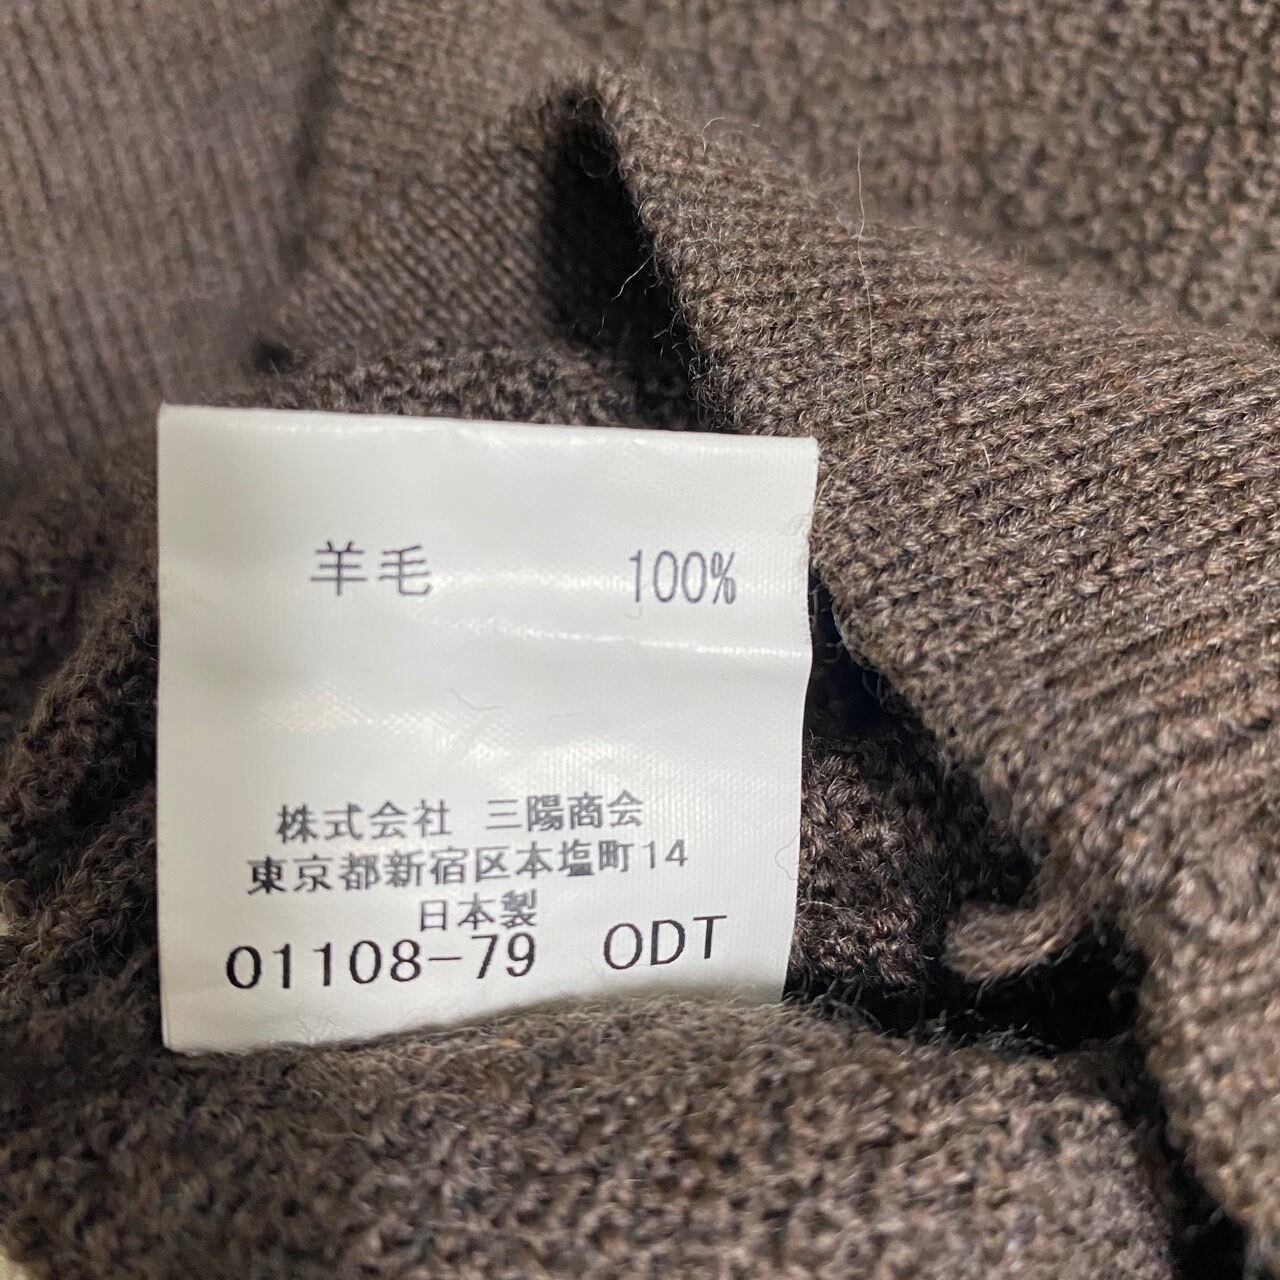 羊毛 100%
株式会社 三陽商会
東京都新宿区本塩町14
日本製
01108-79 ODT